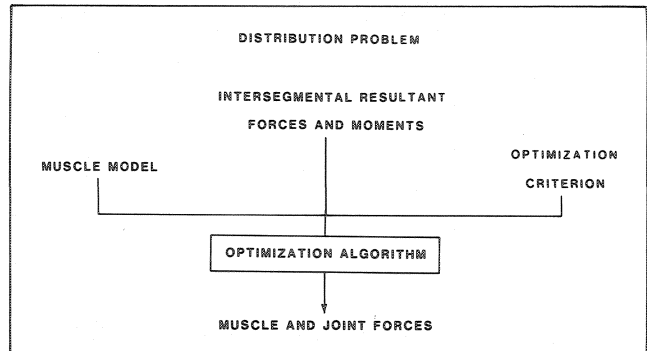 DISTRIBUTION PROBLEM
INTERSEGMENTAL RESULTANT
FORCES AND MOMENTS
MUSCLE MODEL
OPTIMIZATION
CRITERION
OPTIMIZATION ALGORITHM
MUSCLE AND JOINT FORCES